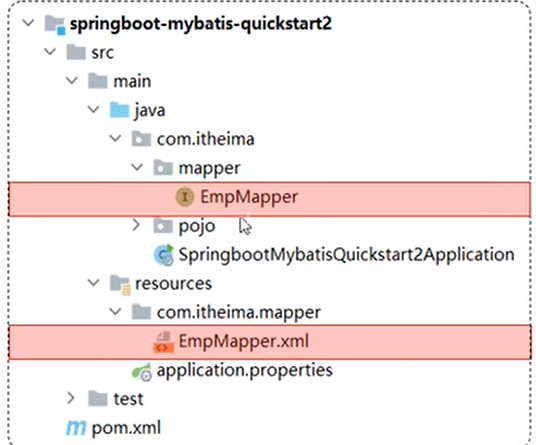 springboot-mybatis-quickstart2
src
main
java
com.itheima
mapper
I EmpMapper
pojo
SpringbootMybatisQuickstart2Application
resources
com.itheima.mapper
EmpMapper.xml
application.properties
test
m pom.xml